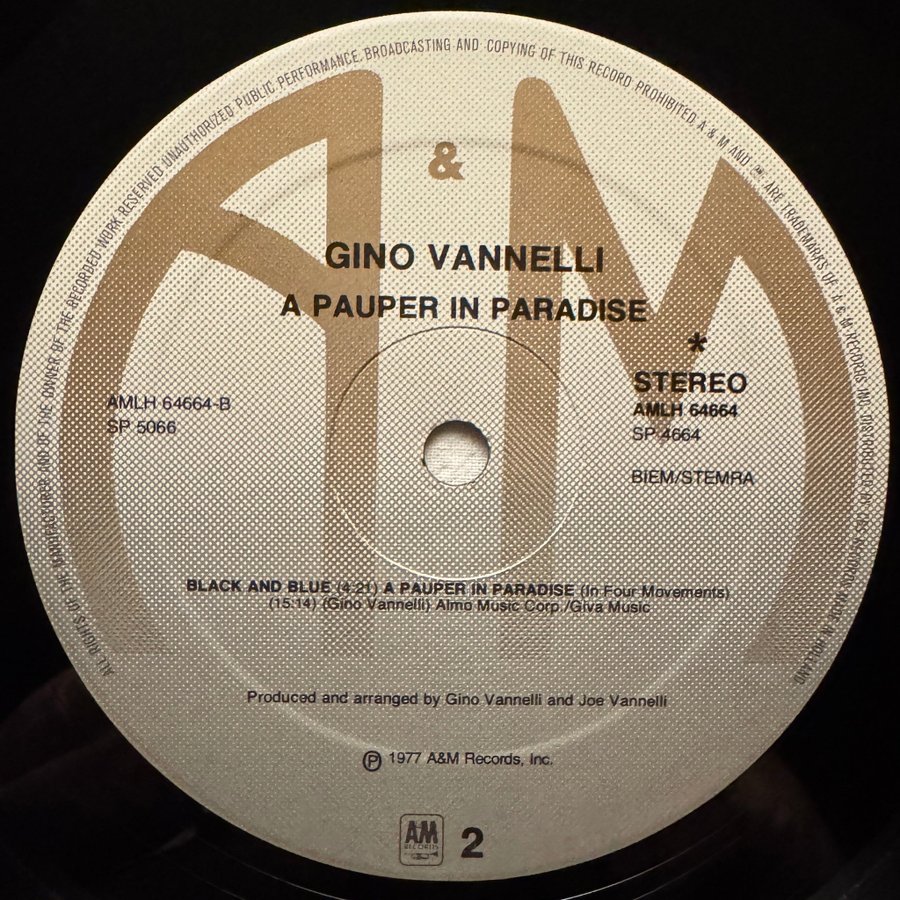 ALL RIGHTS OF THE MANUFACTURER AND OF THE OWNER OF THE RECORDED WORK RESERVED UNAUTHORIZED PUBLIC PERFORMANCE, BROADCASTING AND COPYING OF THIS RECORD PROHIBITED. A & M AND ARE TRADEMARKS OF A & M RECORDS INC. DISTRIBUTED BY RECORDS MADE IN HOLLAND
A & M
GINO VANNELLI
A PAUPER IN PARADISE
*
STEREO
AMLH 64664-B
AMLH 64664
SP 5066
SP 4664
BIEM/STEMRA
BLACK AND BLUE (4:21) A PAUPER IN PARADISE (In Four Movements)
(15:14) (Gino Vannelli) Almo Music Corp./Giva Music
Produced and arranged by Gino Vannelli and Joe Vannelli
℗ 1977 A&M Records, Inc.
AM
RECORDS
2